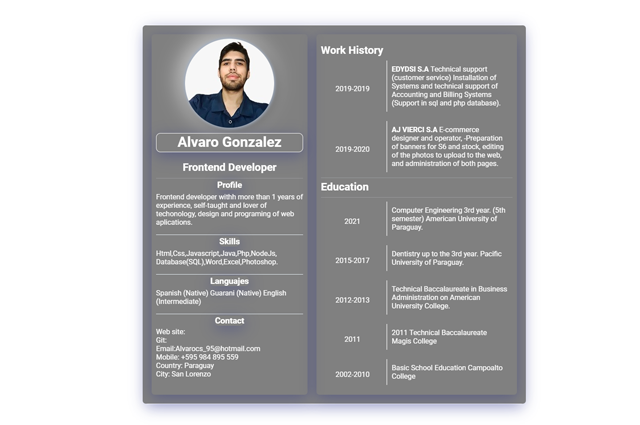 Alvaro Gonzalez
Frontend Developer
Profile
Frontend developer withh more than 1 years of
experience, self-taught and lover of
techonology, design and programing of web
aplications.
Skills
Html,Css,Javascript,Java,Php,NodeJs,
Database(SQL),Word,Excel,Photoshop.
Languajes
Spanish (Native) Guarani (Native) English
(Intermediate)
Contact
Web site:
Git:
Email:Alvarocs_95@hotmail.com
Mobile: +595 984 895 559
Country: Paraguay
City: San Lorenzo
Work History
2019-2019
EDYDSI S.A Technical support
(customer service) Installation of
Systems and technical support of
Accounting and Billing Systems
(Support in sql and php database).
2019-2020
AJ VIERCI S.A E-commerce
designer and operator, -Preparation
of banners for S6 and stock, editing
of the photos to upload to the web,
and administration of both pages.
Education
2021
Computer Engineering 3rd year. (5th
semester) American University of
Paraguay.
2015-2017
Dentistry up to the 3rd year. Pacific
University of Paraguay.
2012-2013
Technical Baccalaureate in Business
Administration on American
University College.
2011
2011 Technical Baccalaureate
Magis College
2002-2010
Basic School Education Campoalto
College